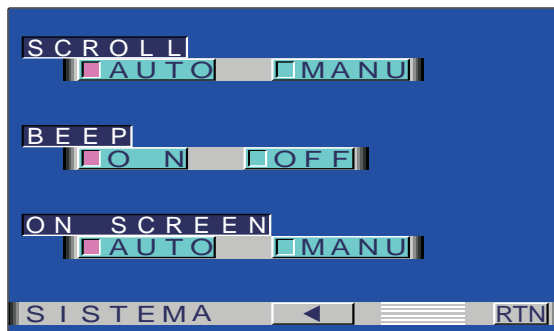 SCROLL
AUTO MANU
BEEP
ON OFF
ON SCREEN
AUTO MANU
SISTEMA ◀ RTN